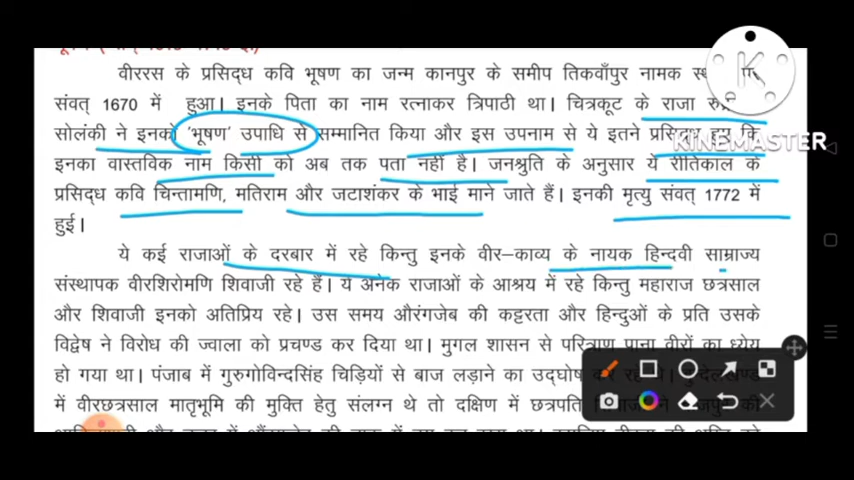 वीररस के प्रसिद्ध कवि भूषण का जन्म कानपुर के समीप तिकवाँपुर नामक
संवत् 1670 में हुआ। इनके पिता का नाम रत्नाकर त्रिपाठी था। चित्रकूट के राजा
सोलंकी ने इनको 'भूषण' उपाधि से सम्मानित किया और इस उपनाम से ये इतने प्रसिद्ध हुए कि
KINEMASTER
इनका वास्तविक नाम किसी को अब तक पता नहीं है। जनश्रुति के अनुसार ये रीतिकाल के
प्रसिद्ध कवि चिन्तामणि, मतिराम और जटाशंकर के भाई माने जाते हैं। इनकी मृत्यु संवत् 1772 में
हुई।
ये कई राजाओं के दरबार में रहे किन्तु इनके वीर–काव्य के नायक हिन्दवी साम्राज्य
संस्थापक वीरशिरोमणि शिवाजी रहे हैं। ये अनेक राजाओं के आश्रय में रहे किन्तु महाराज छत्रसाल
और शिवाजी इनको अतिप्रिय रहे। उस समय औरंगजेब की कट्टरता और हिन्दुओं के प्रति उसके
विद्वेष ने विरोध की ज्वाला को प्रचण्ड कर दिया था। मुगल शासन से परित्राण पाना वीरों का ध्येय
हो गया था। पंजाब में गुरुगोविन्दसिंह चिड़ियों से बाज लड़ाने का उद्घोष
में वीरछत्रसाल मातृभूमि की मुक्ति हेतु संलग्न थे तो दक्षिण में छत्रपति